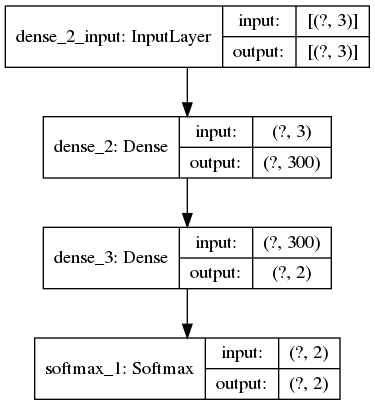 dense_2_input: InputLayer
input:
[(?, 3)]
output:
[(?, 3)]
dense_2: Dense
input:
(?, 3)
output:
(?, 300)
dense_3: Dense
input:
(?, 300)
output:
(?, 2)
softmax_1: Softmax
input:
(?, 2)
output:
(?, 2)